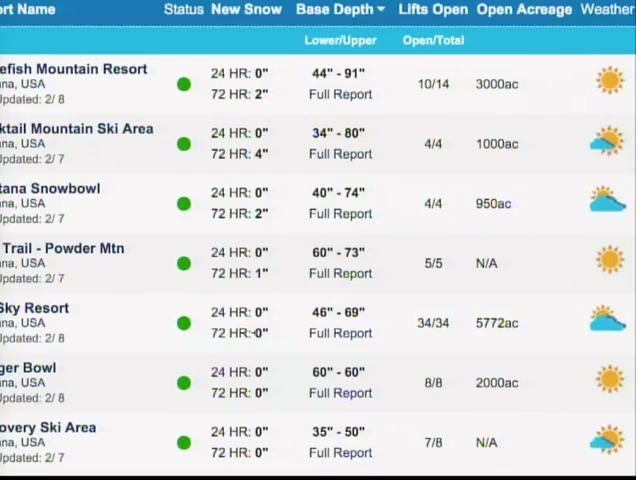 ort Name Status New Snow Base Depth Lifts Open Open Acreage Weather
Lower/Upper Open/Total
efish Mountain Resort 24 HR: 0" 44" - 91" 10/14 3000ac
na, USA 72 HR: 2" Full Report
Updated: 2/ 8
ktail Mountain Ski Area 24 HR: 0" 34" - 80" 4/4 1000ac
na, USA 72 HR: 4" Full Report
Updated: 2/ 7
tana Snowbowl 24 HR: 0" 40" - 74" 4/4 950ac
na, USA 72 HR: 2" Full Report
Updated: 2/ 7
Trail - Powder Mtn 24 HR: 0" 60" - 73" 5/5 N/A
na, USA 72 HR: 1" Full Report
Updated: 2/ 7
Sky Resort 24 HR: 0" 46" - 69" 34/34 5772ac
na, USA 72 HR: 0" Full Report
Updated: 2/ 8
ger Bowl 24 HR: 0" 60" - 60" 8/8 2000ac
na, USA 72 HR: 0" Full Report
Updated: 2/ 8
overy Ski Area 24 HR: 0" 35" - 50" 7/8 N/A
na, USA 72 HR: 0" Full Report
Updated: 2/ 7